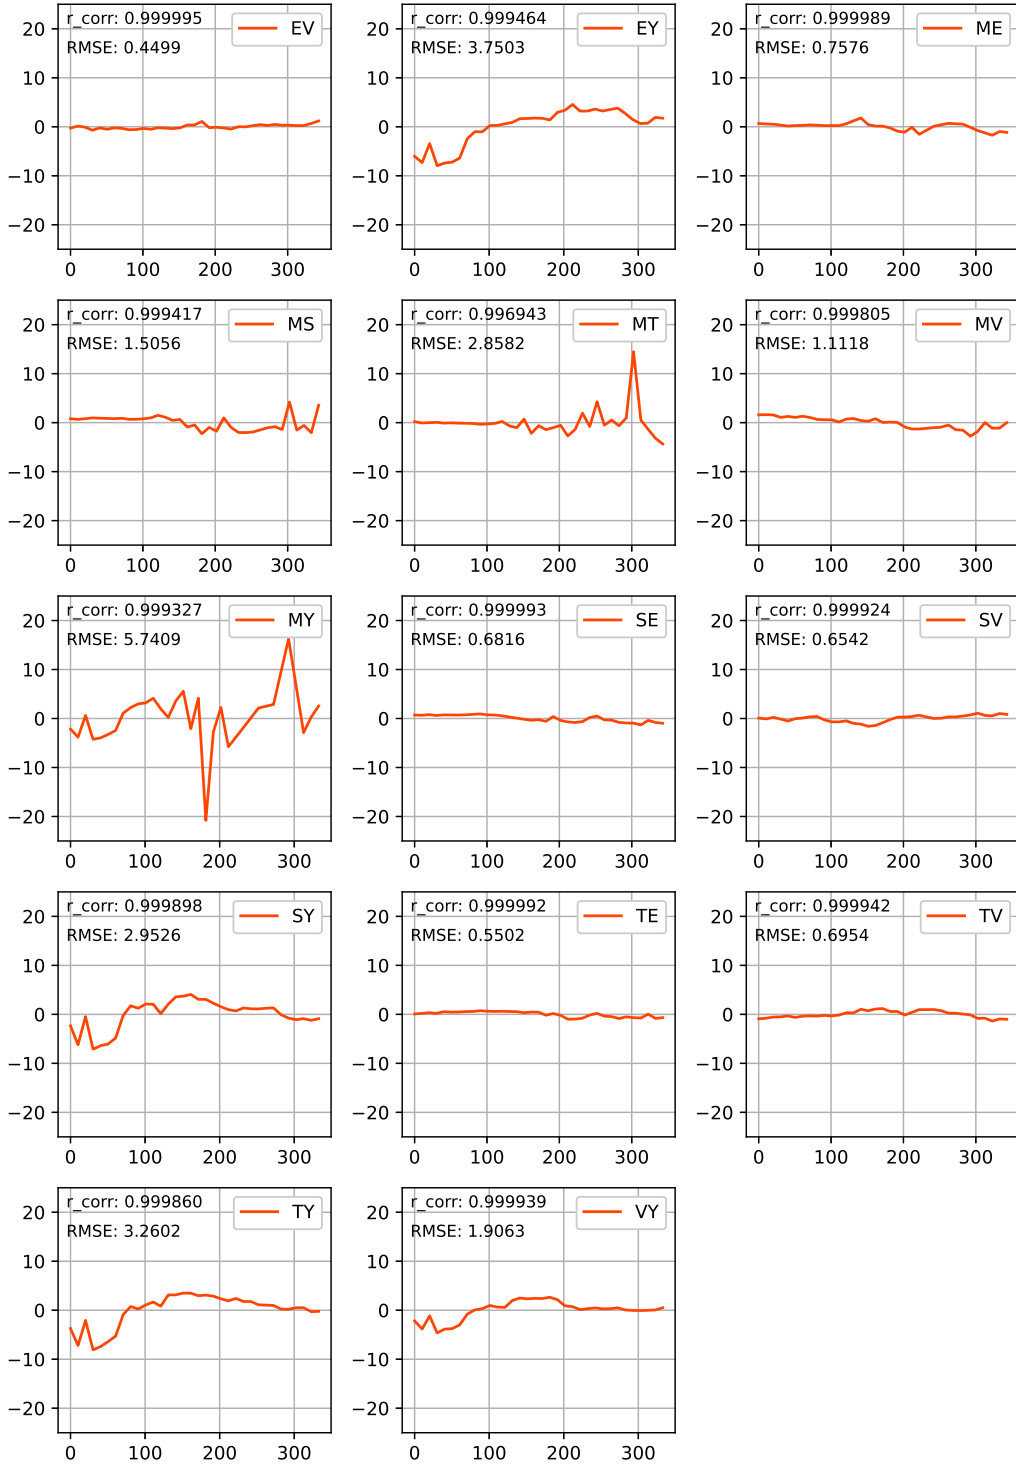 r_corr: 0.999995
RMSE: 0.4499
EV
20
10
0
−10
−20
0 100 200 300
r_corr: 0.999464
RMSE: 3.7503
EY
20
10
0
−10
−20
0 100 200 300
r_corr: 0.999989
RMSE: 0.7576
ME
20
10
0
−10
−20
0 100 200 300
r_corr: 0.999417
RMSE: 1.5056
MS
20
10
0
−10
−20
0 100 200 300
r_corr: 0.996943
RMSE: 2.8582
MT
20
10
0
−10
−20
0 100 200 300
r_corr: 0.999805
RMSE: 1.1118
MV
20
10
0
−10
−20
0 100 200 300
r_corr: 0.999327
RMSE: 5.7409
MY
20
10
0
−10
−20
0 100 200 300
r_corr: 0.999993
RMSE: 0.6816
SE
20
10
0
−10
−20
0 100 200 300
r_corr: 0.999924
RMSE: 0.6542
SV
20
10
0
−10
−20
0 100 200 300
r_corr: 0.999898
RMSE: 2.9526
SY
20
10
0
−10
−20
0 100 200 300
r_corr: 0.999992
RMSE: 0.5502
TE
20
10
0
−10
−20
0 100 200 300
r_corr: 0.999942
RMSE: 0.6954
TV
20
10
0
−10
−20
0 100 200 300
r_corr: 0.999860
RMSE: 3.2602
TY
20
10
0
−10
−20
0 100 200 300
r_corr: 0.999939
RMSE: 1.9063
VY
20
10
0
−10
−20
0 100 200 300